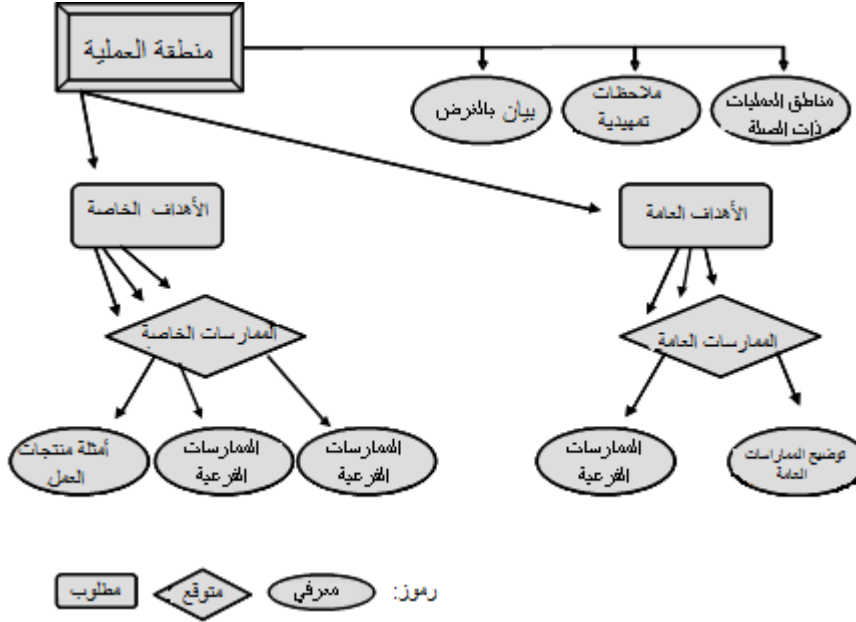 منطقة العملية
مناطق العمليات
ذات الصلة
ملاحظات
تمهيدية
بيان بالغرض
الأهداف العامة
الأهداف الخاصة
الممارسات العامة
الممارسات الخاصة
توضيح الممارسات
العامة
الممارسات
الفرعية
الممارسات
الفرعية
الممارسات
الفرعية
أمثلة منتجات
العمل
رموز:
معرفي
متوقع
مطلوب